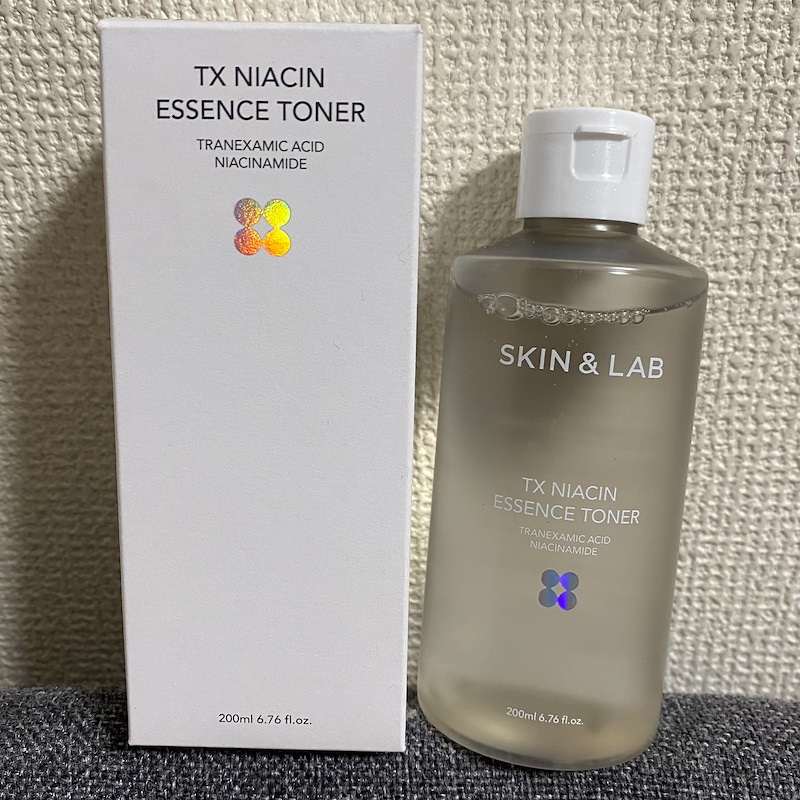 TX NIACIN
ESSENCE TONER
TRANEXAMIC ACID
NIACINAMIDE
200ml 6.76 fl.oz.
SKIN & LAB
TX NIACIN
ESSENCE TONER
TRANEXAMIC ACID
NIACINAMIDE
200ml 6.76 fl.oz.